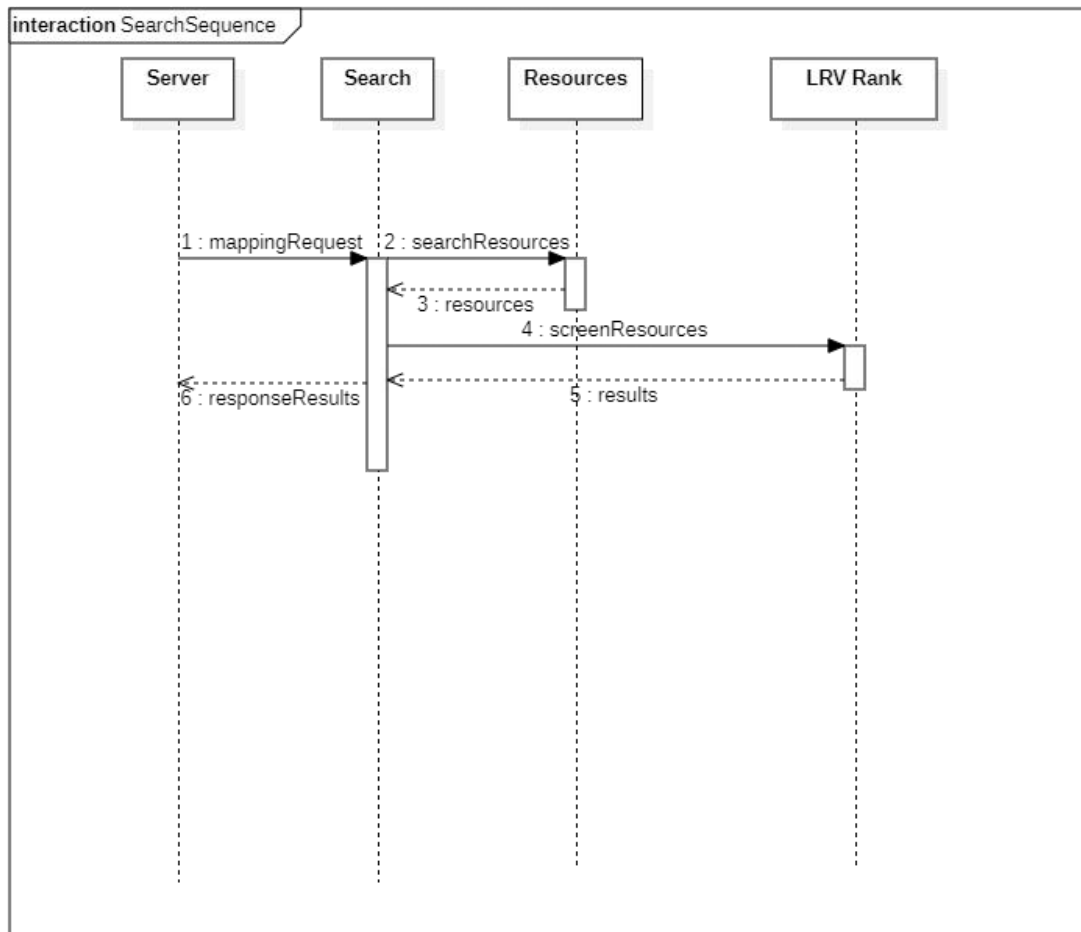 interaction SearchSequence
Server
Search
Resources
LRV Rank
1 : mappingRequest
2 : searchResources
3 : resources
4 : screenResources
5 : results
6 : responseResults